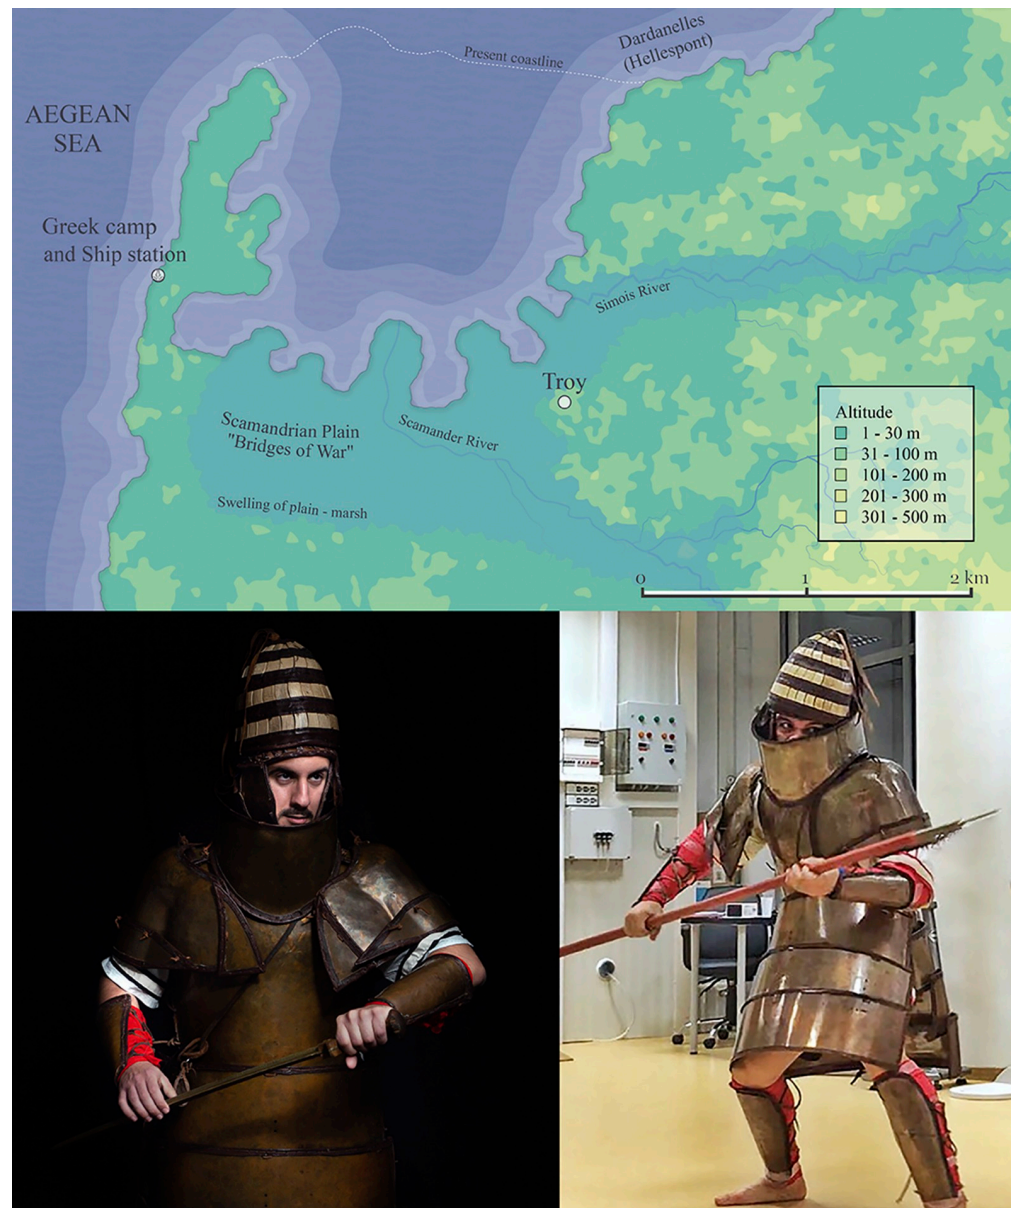 Dardanelles
(Hellespont)
Present coastline
AEGEAN
SEA
Greek camp
and Ship station
Simois River
Troy
Scamandrian Plain
"Bridges of War"
Scamander River
Swelling of plain - marsh
Altitude
1 - 30 m
31 - 100 m
101 - 200 m
201 - 300 m
301 - 500 m
0 1 2 km